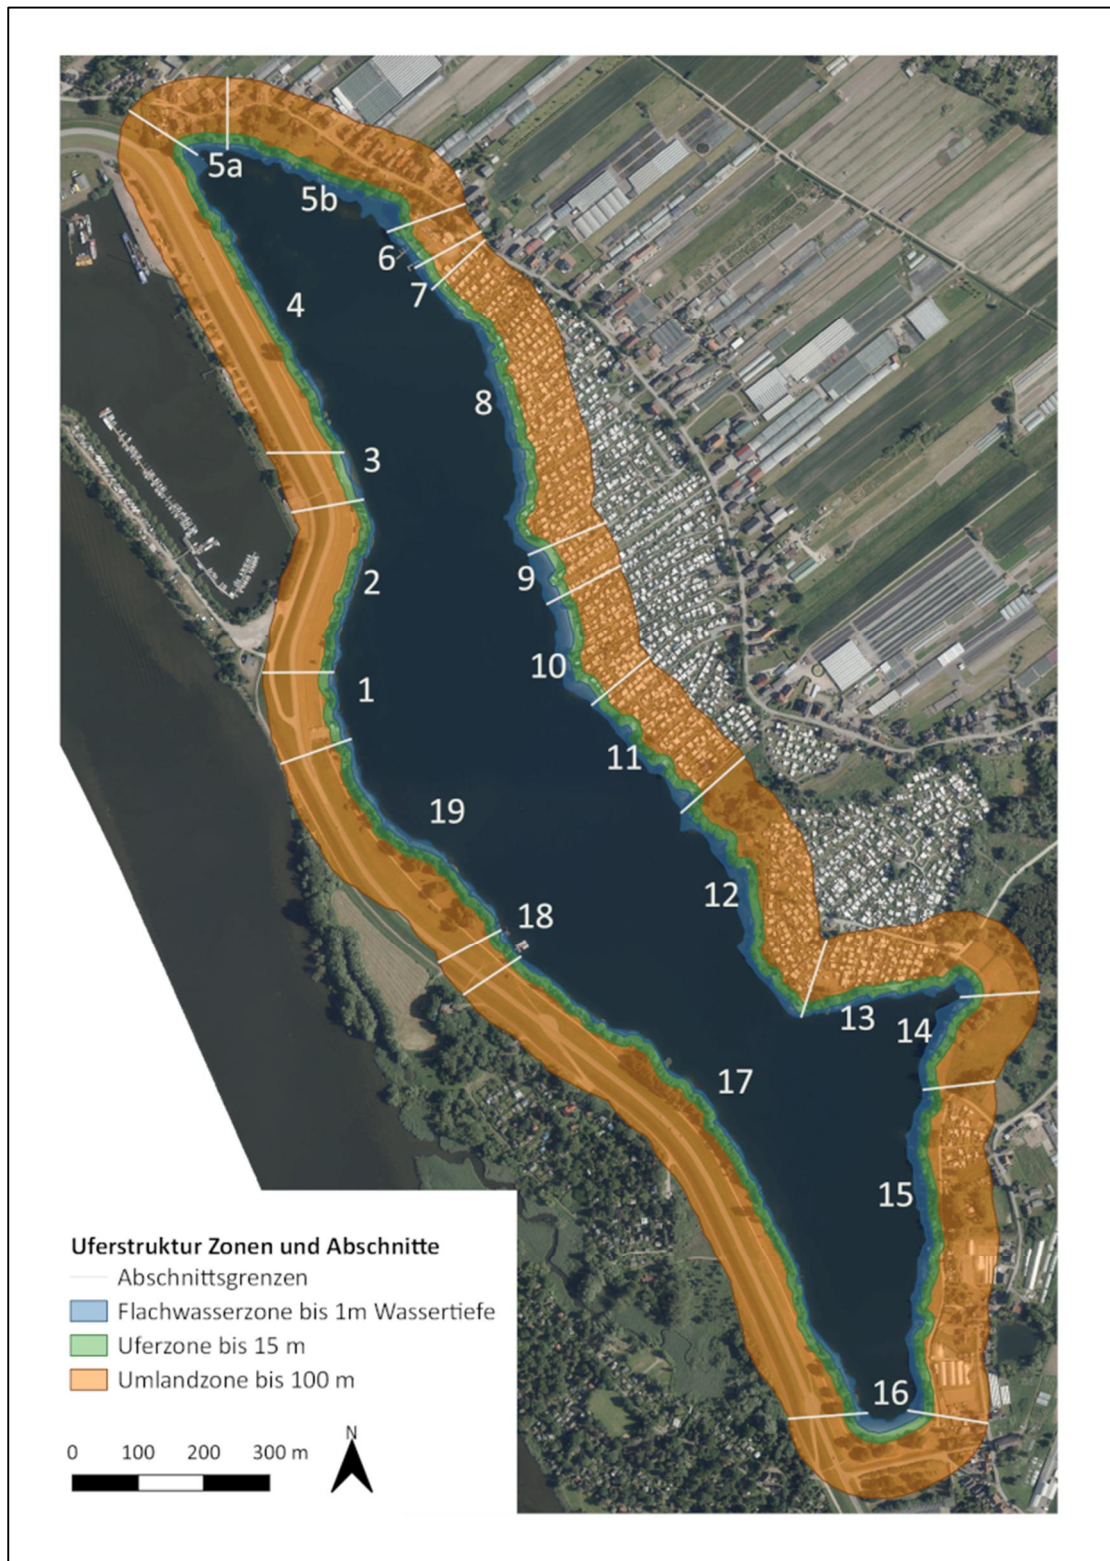 5a
5b
6
7
4
8
3
9
2
10
1
11
19
12
18
13
14
17
15
16
Uferstruktur Zonen und Abschnitte
Abschnittsgrenzen
Flachwasserzone bis 1m Wassertiefe
Uferzone bis 15 m
Umlandzone bis 100 m
N
0 100 200 300 m